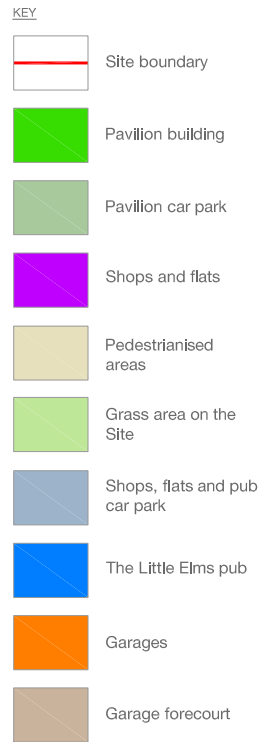 KEY
Site boundary
Pavilion building
Pavilion car park
Shops and flats
Pedestrianised
areas
Grass area on the
Site
Shops, flats and pub
car park
The Little Elms pub
Garages
Garage forecourt